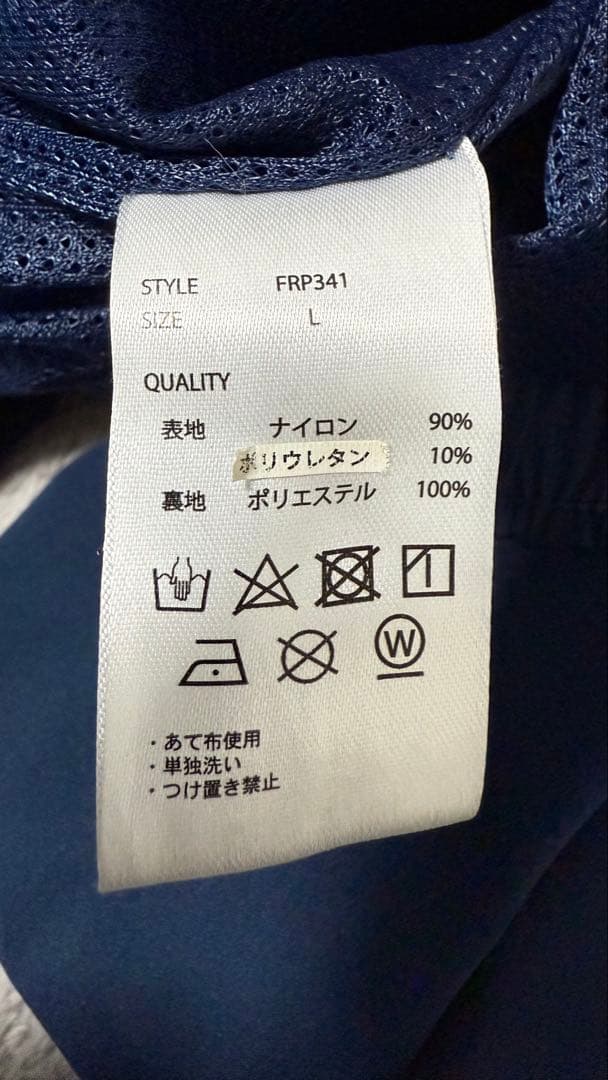 STYLE FRP341
SIZE L
QUALITY
表地 ナイロン 90%
ポリウレタン 10%
裏地 ポリエステル 100%
W
・あて布使用
・単独洗い
・つけ置き禁止